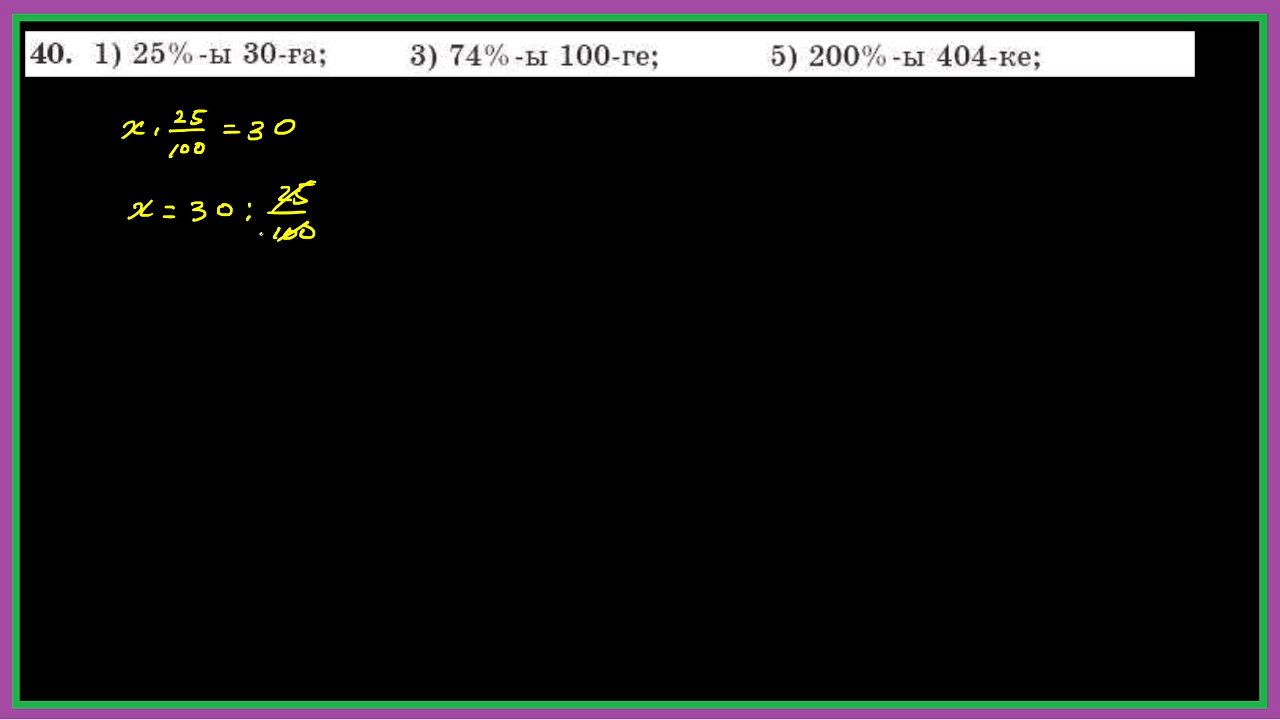 40. 1) 25%-ы 30-ға; 3) 74%-ы 100-ге; 5) 200%-ы 404-ке;
x · 25/100 = 30
x = 30 : 25/100